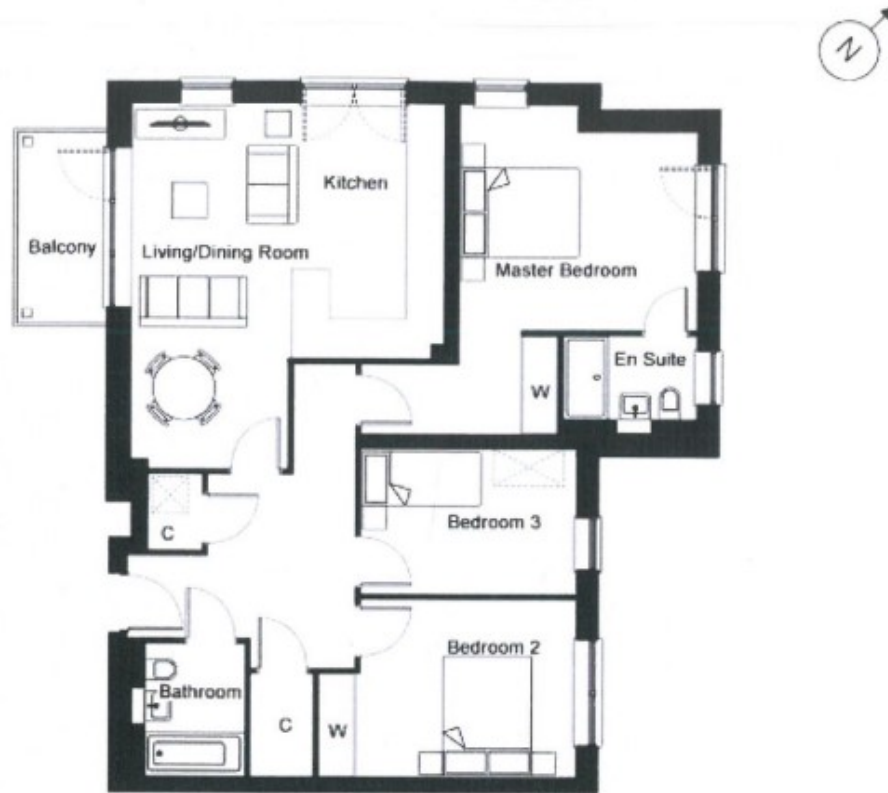 N
Kitchen
Balcony
Living/Dining Room
Master Bedroom
En Suite
W
C
Bedroom 3
Bedroom 2
Bathroom
C
W